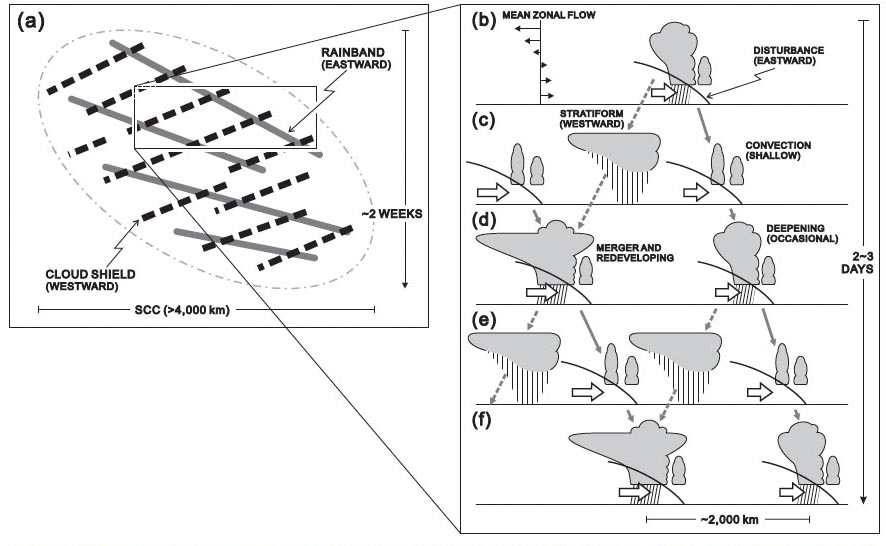 (a)
RAINBAND
(EASTWARD)
~2 WEEKS
CLOUD SHIELD
(WESTWARD)
SCC (>4,000 km)
(b)
MEAN ZONAL FLOW
DISTURBANCE
(EASTWARD)
(c)
STRATIFORM
(WESTWARD)
CONVECTION
(SHALLOW)
(d)
MERGER AND
REDEVELOPING
DEEPENING
(OCCASIONAL)
2~3
DAYS
(e)
(f)
~2,000 km